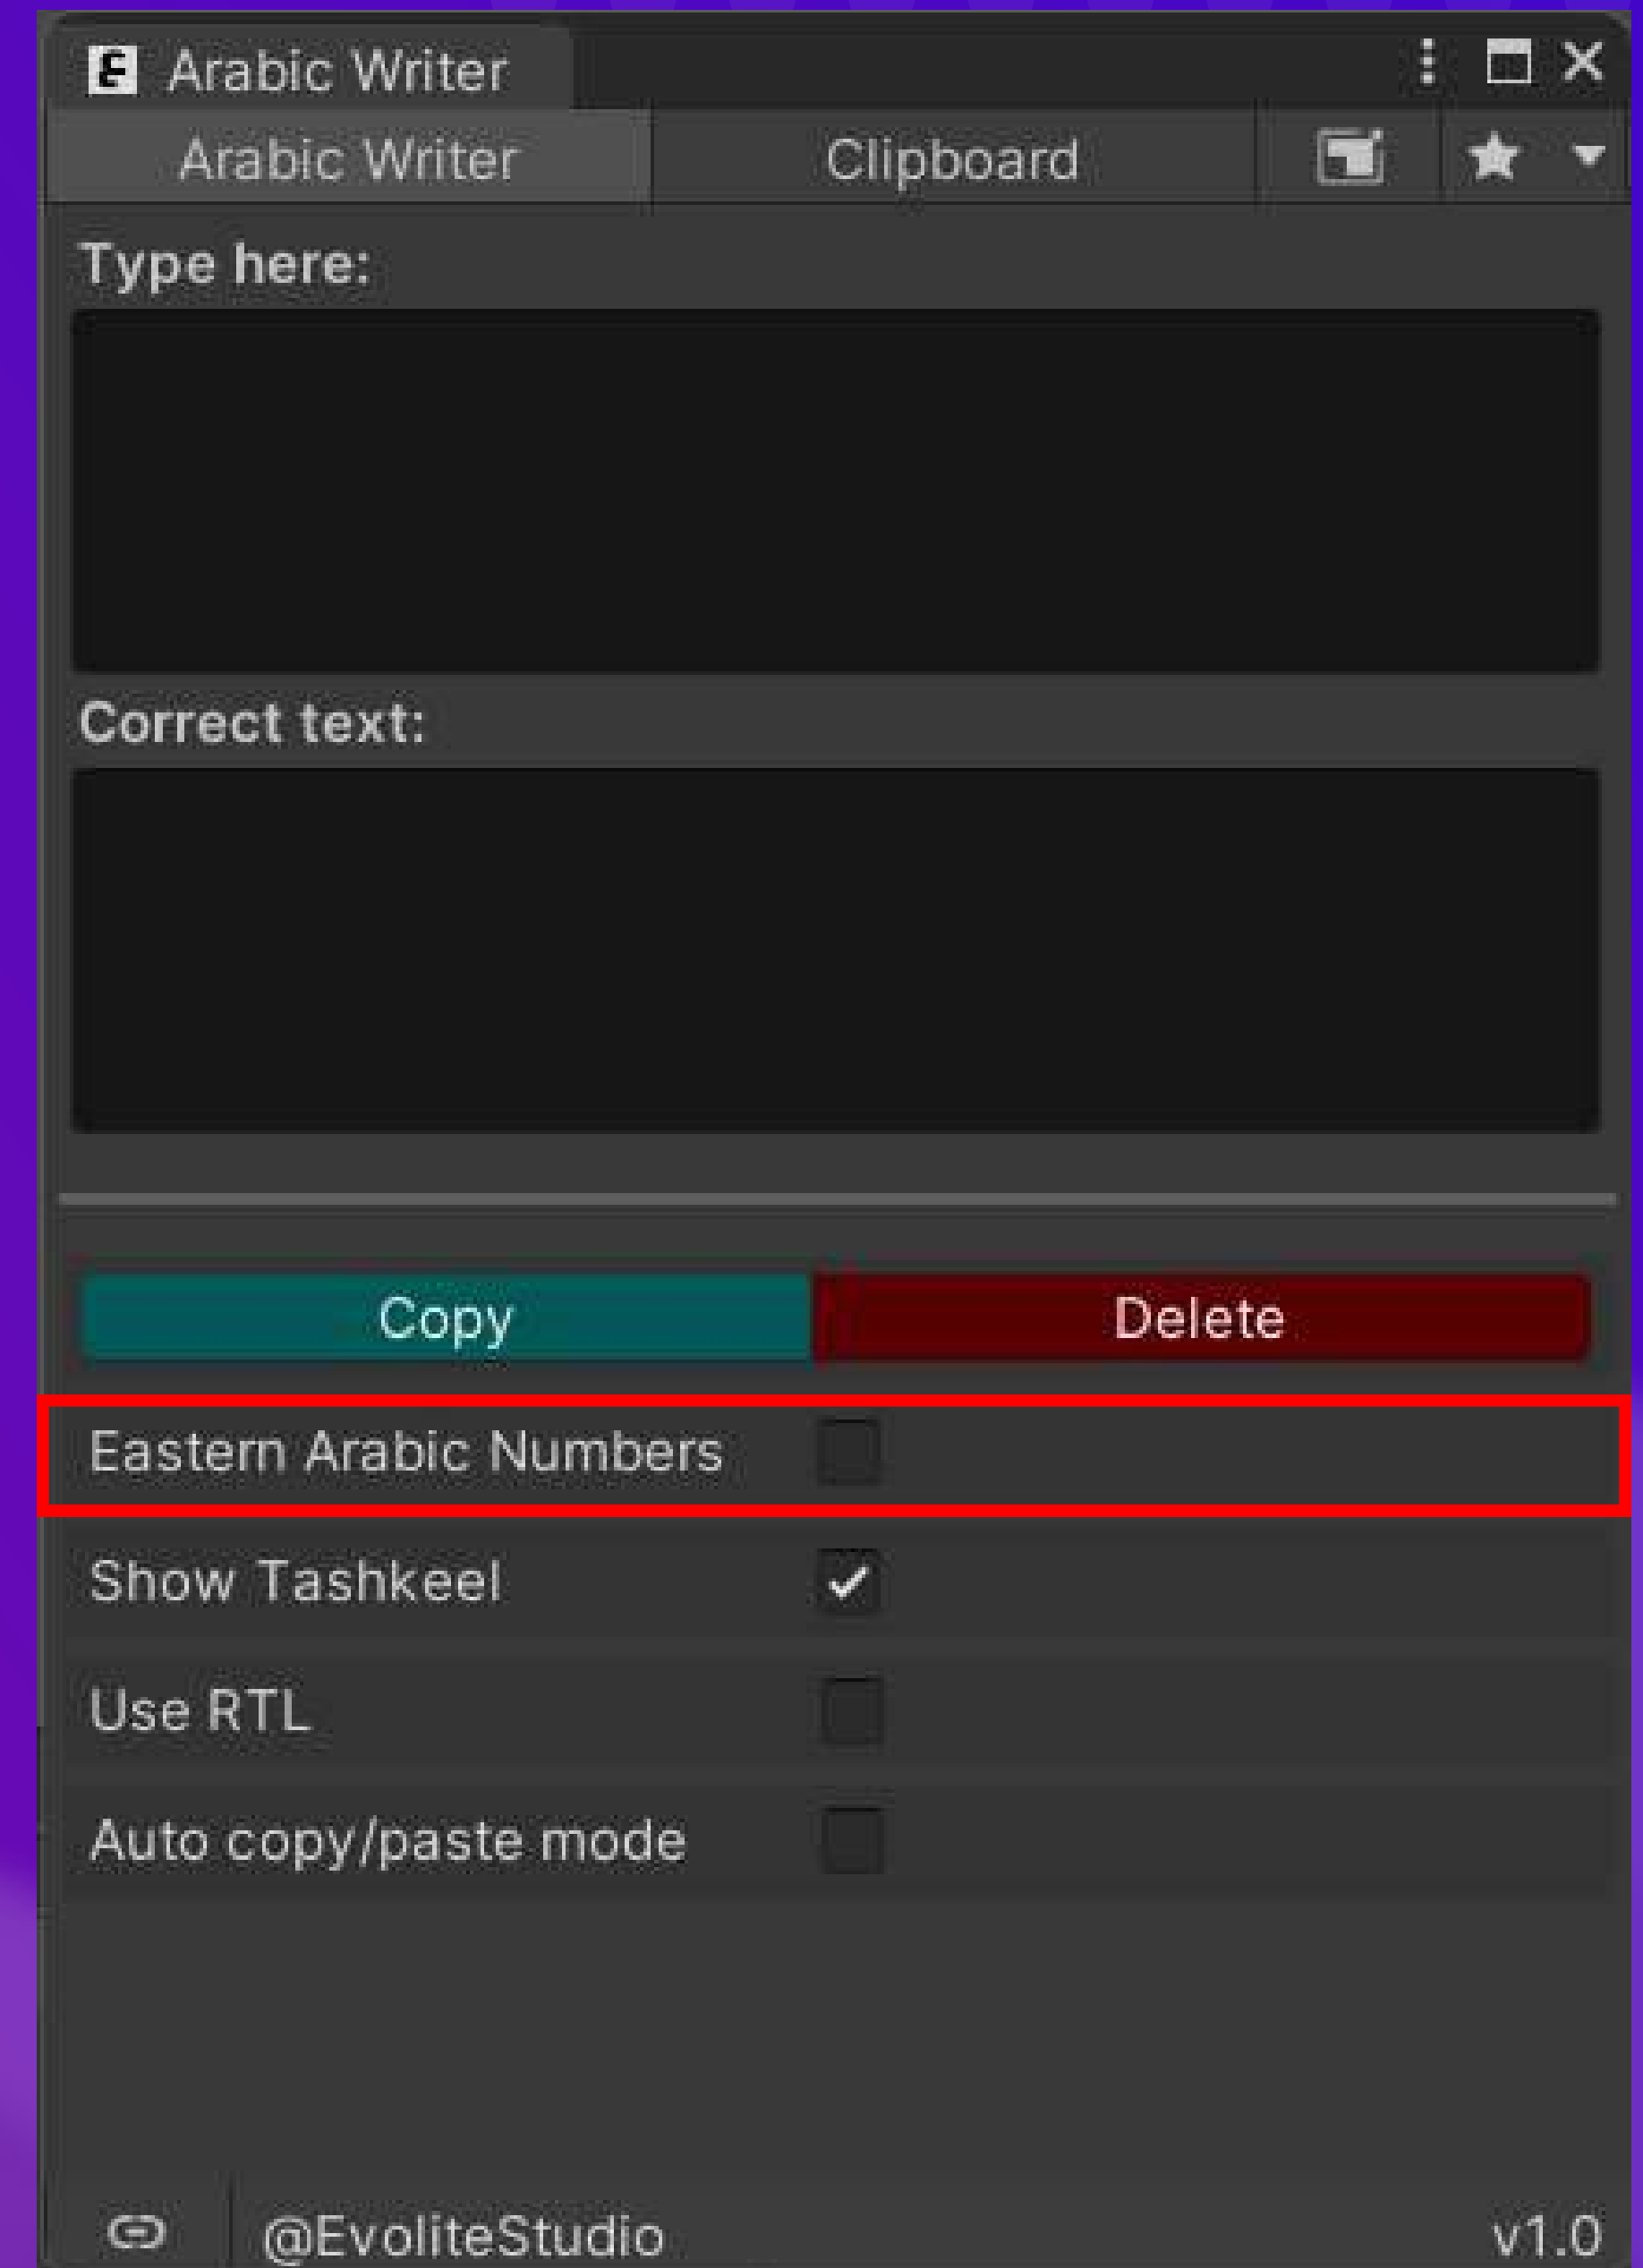 Arabic Writer
Arabic Writer Clipboard
Type here:
Correct text:
Copy Delete
Eastern Arabic Numbers
Show Tashkeel
Use RTL
Auto copy/paste mode
@EvoliteStudio v1.0